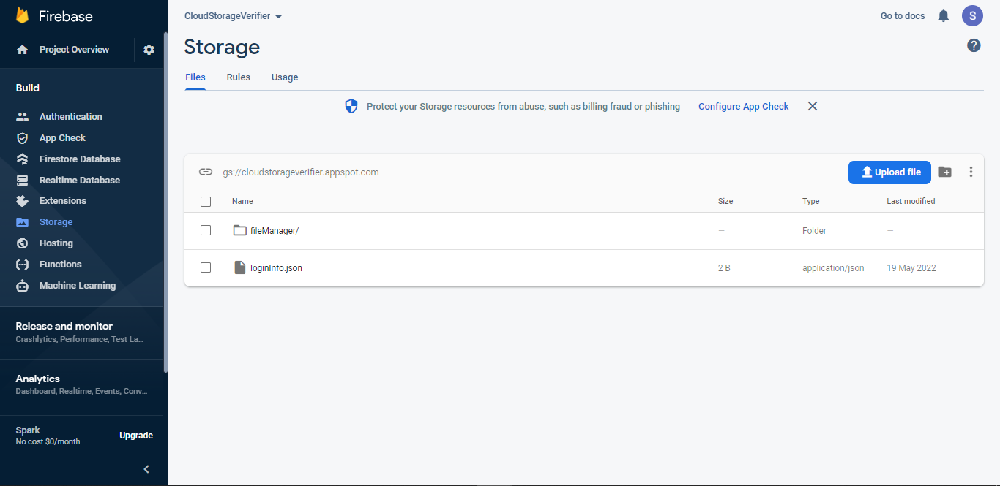 Firebase
Project Overview
Build
Authentication
App Check
Firestore Database
Realtime Database
Extensions
Storage
Hosting
Functions
Machine Learning
Release and monitor
Crashlytics, Performance, Test La...
Analytics
Dashboard, Realtime, Events, Conv...
Spark
No cost $0/month
Upgrade
CloudStorageVerifier
Go to docs
S
Storage
?
Files Rules Usage
Protect your Storage resources from abuse, such as billing fraud or phishing Configure App Check
gs://cloudstorageverifier.appspot.com
Upload file
Name Size Type Last modified
fileManager/ — Folder —
loginInfo.json 2 B application/json 19 May 2022